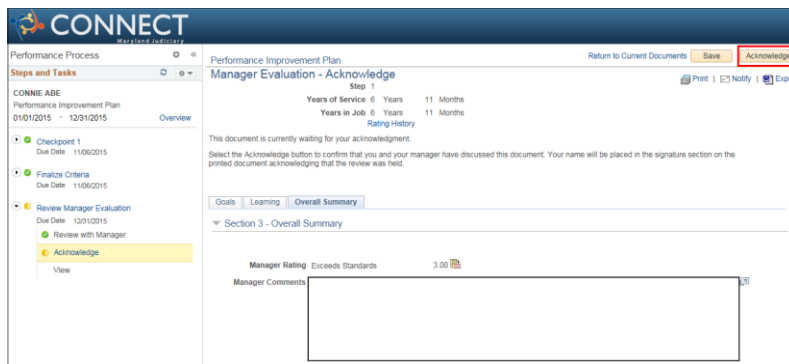 CONNECT
Maryland Judiciary
Performance Process
Steps and Tasks
CONNIE ABE
Performance Improvement Plan
01/01/2015 - 12/31/2015 Overview
Checkpoint 1
Due Date 11/06/2015
Finalize Criteria
Due Date 11/06/2015
Review Manager Evaluation
Due Date 12/31/2015
Review with Manager
Acknowledge
View
Performance Improvement Plan
Return to Current Documents Save Acknowledge
Manager Evaluation - Acknowledge
Print | Notify | Exp
Step 1
Years of Service 6 Years 11 Months
Years in Job 6 Years 11 Months
Rating History
This document is currently waiting for your acknowledgment.
Select the Acknowledge button to confirm that you and your manager have discussed this document. Your name will be placed in the signature section on the
printed document acknowledging that the review was held.
Goals Learning Overall Summary
Section 3 - Overall Summary
Manager Rating Exceeds Standards 3.00
Manager Comments